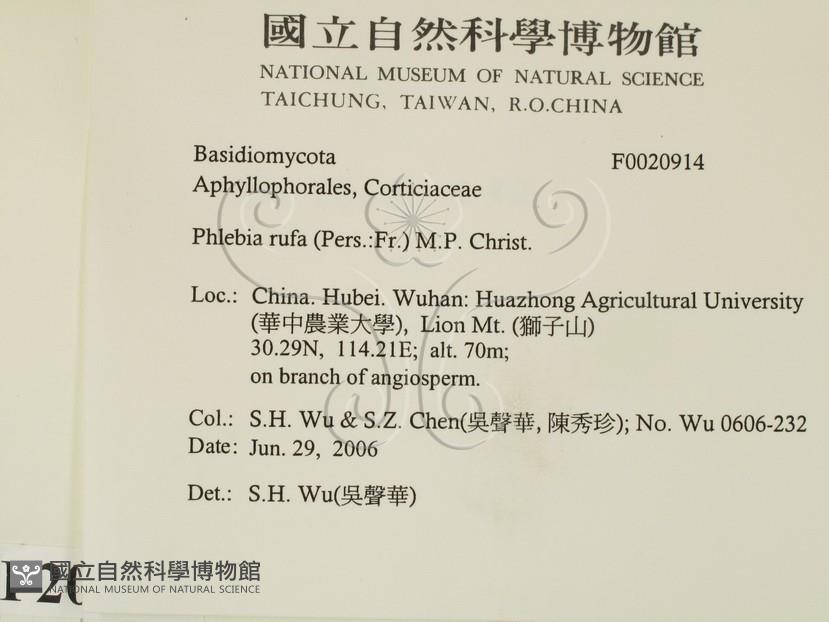 國立自然科學博物館
NATIONAL MUSEUM OF NATURAL SCIENCE
TAICHUNG, TAIWAN, R.O.CHINA
Basidiomycota F0020914
Aphyllophorales, Corticiaceae
Phlebia rufa (Pers.:Fr.) M.P. Christ.
Loc.: China. Hubei. Wuhan: Huazhong Agricultural University
(華中農業大學), Lion Mt. (獅子山)
30.29N, 114.21E; alt. 70m;
on branch of angiosperm.
Col.: S.H. Wu & S.Z. Chen(吳聲華, 陳秀珍); No. Wu 0606-232
Date: Jun. 29, 2006
Det.: S.H. Wu(吳聲華)
國立自然科學博物館
NATIONAL MUSEUM OF NATURAL SCIENCE